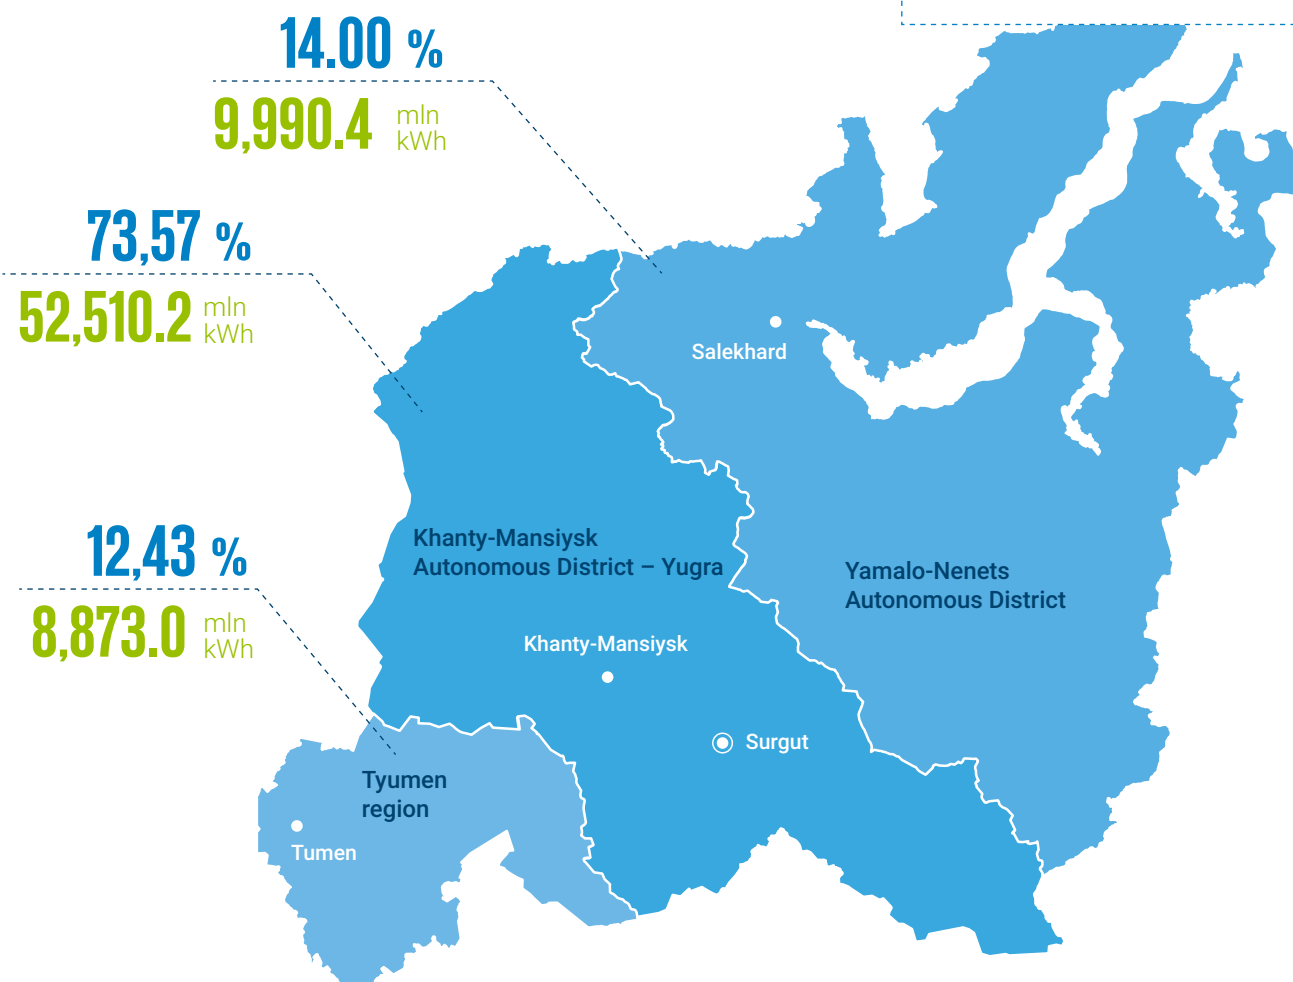 14.00 %
9,990.4 mln
kWh
73,57 %
52,510.2 mln
kWh
Salekhard
12,43 %
8,873.0 mln
kWh
Khanty-Mansiysk
Autonomous District – Yugra
Yamalo-Nenets
Autonomous District
Khanty-Mansiysk
Surgut
Tyumen
region
Tumen